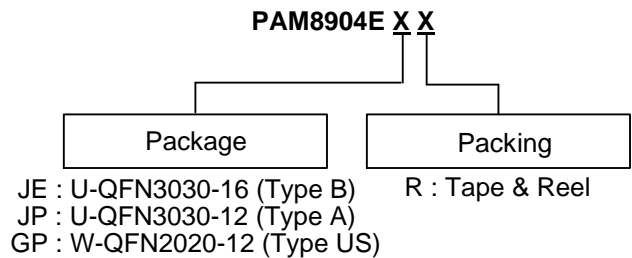 PAM8904E X X
Package
Packing
JE : U-QFN3030-16 (Type B)
JP : U-QFN3030-12 (Type A)
GP : W-QFN2020-12 (Type US)
R : Tape & Reel